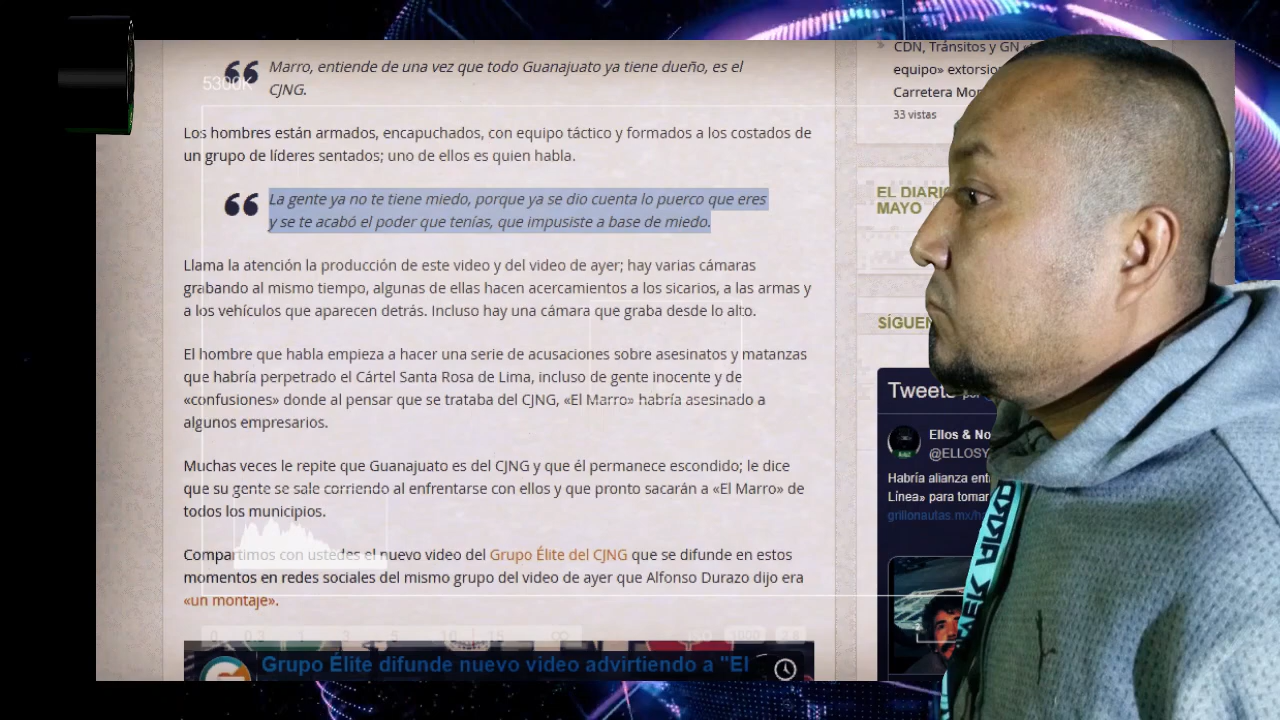 5300K
Marro, entiende de una vez que todo Guanajuato ya tiene dueño, es el
CJNG.
Los hombres están armados, encapuchados, con equipo táctico y formados a los costados de
un grupo de líderes sentados; uno de ellos es quien habla.
La gente ya no te tiene miedo, porque ya se dio cuenta lo puerco que eres
y se te acabó el poder que tenías, que impusiste a base de miedo.
Llama la atención la producción de este video y del video de ayer; hay varias cámaras
grabando al mismo tiempo, algunas de ellas hacen acercamientos a los sicarios, a las armas y
a los vehículos que aparecen detrás. Incluso hay una cámara que graba desde lo alto.
El hombre que habla empieza a hacer una serie de acusaciones sobre asesinatos y matanzas
que habría perpetrado el Cártel Santa Rosa de Lima, incluso de gente inocente y de
«confusiones» donde al pensar que se trataba del CJNG, «El Marro» habría asesinado a
algunos empresarios.
Muchas veces le repite que Guanajuato es del CJNG y que él permanece escondido; le dice
que su gente se sale corriendo al enfrentarse con ellos y que pronto sacarán a «El Marro» de
todos los municipios.
Compartimos con ustedes el nuevo video del Grupo Élite del CJNG que se difunde en estos
momentos en redes sociales del mismo grupo del video de ayer que Alfonso Durazo dijo era
«un montaje».
Grupo Élite difunde nuevo video advirtiendo a "El
CDN, Tránsitos y GN
equipo» extorsio
Carretera Mon
33 vistas
EL DIARIO
MAYO
SÍGUEN
Tweets por
Ellos & No
@ELLOSY
Habría alianza ent
Línea» para tomar
grillonautas.mx/h